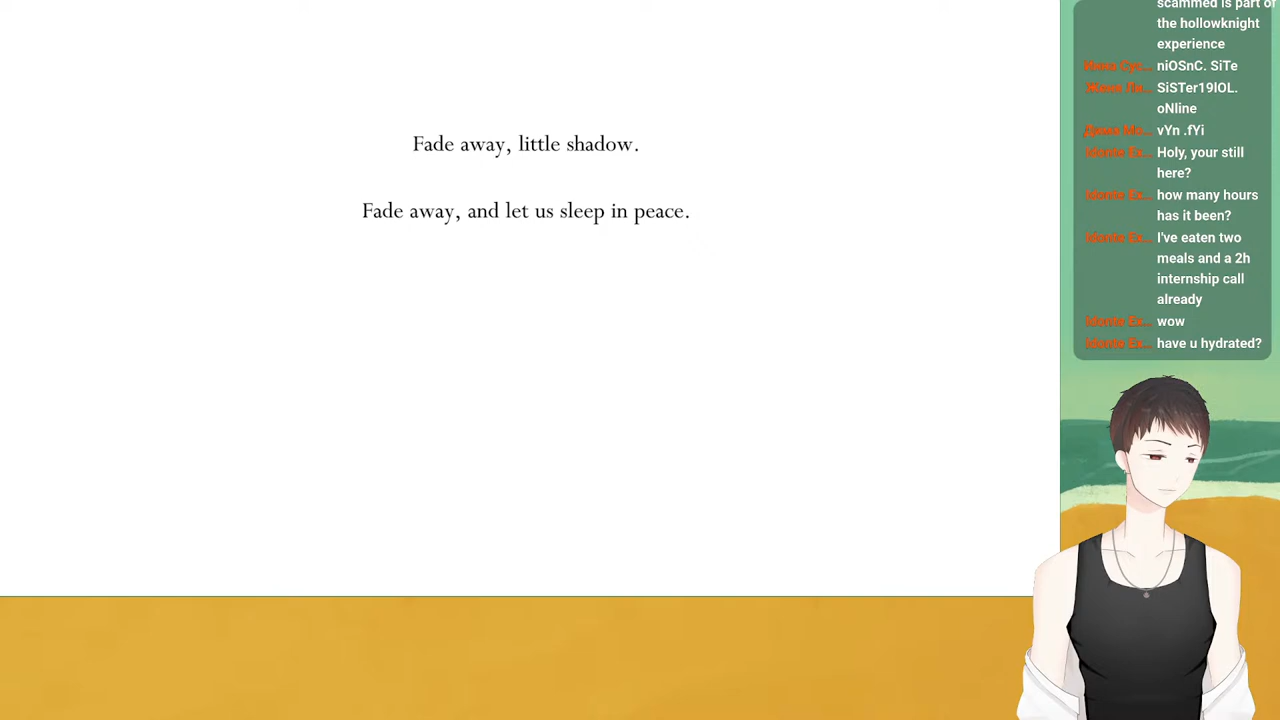 Fade away, little shadow.
Fade away, and let us sleep in peace.
scammed is part of
the hollowknight
experience
niOSnC. SiTe
SiSTer19lOL.
oNline
vYn .fYi
Holy, your still
here?
how many hours
has it been?
I've eaten two
meals and a 2h
internship call
already
wow
have u hydrated?